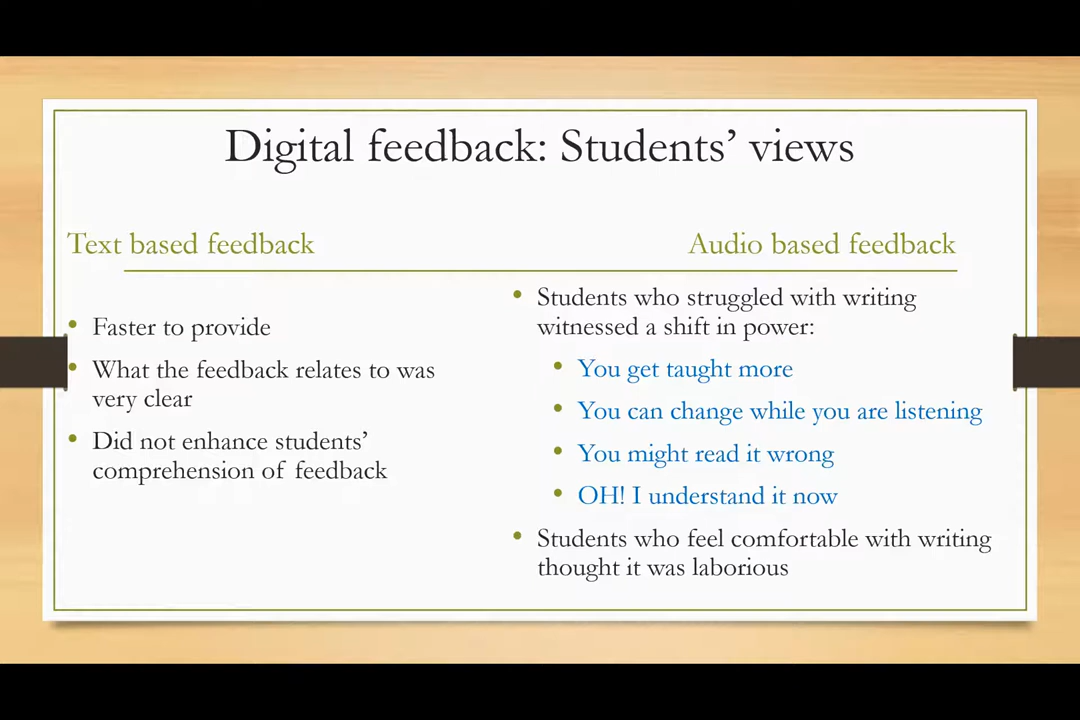 Digital feedback: Students’ views
Text based feedback
• Faster to provide
• What the feedback relates to was
very clear
• Did not enhance students’
comprehension of feedback
Audio based feedback
• Students who struggled with writing
witnessed a shift in power:
• You get taught more
• You can change while you are listening
• You might read it wrong
• OH! I understand it now
• Students who feel comfortable with writing
thought it was laborious